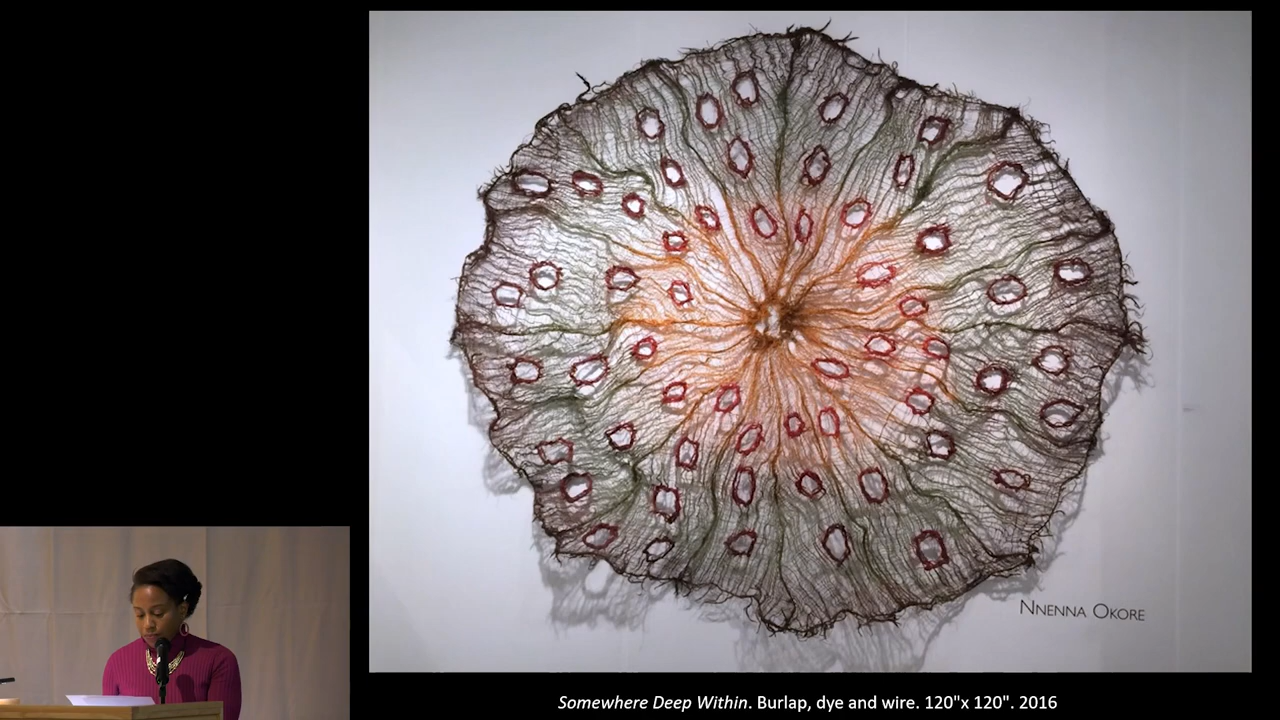 NNENNA OKORE
Somewhere Deep Within. Burlap, dye and wire. 120"x 120". 2016